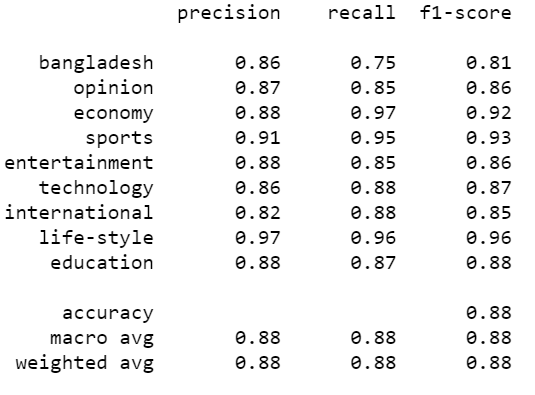 precision recall f1-score
bangladesh 0.86 0.75 0.81
opinion 0.87 0.85 0.86
economy 0.88 0.97 0.92
sports 0.91 0.95 0.93
entertainment 0.88 0.85 0.86
technology 0.86 0.88 0.87
international 0.82 0.88 0.85
life-style 0.97 0.96 0.96
education 0.88 0.87 0.88
accuracy 0.88
macro avg 0.88 0.88 0.88
weighted avg 0.88 0.88 0.88